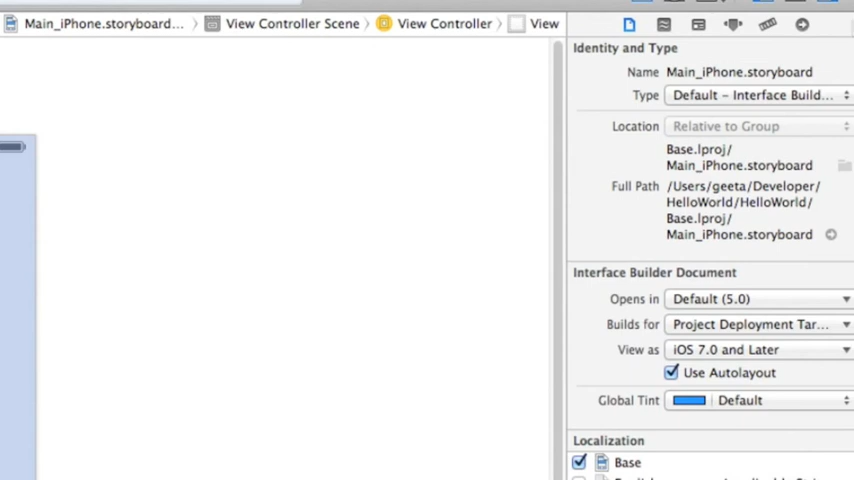 Main_iPhone.storyboard... View Controller Scene View Controller View
Identity and Type
Name Main_iPhone.storyboard
Type Default - Interface Build...
Location Relative to Group
Base.lproj/
Main_iPhone.storyboard
Full Path /Users/geeta/Developer/
HelloWorld/HelloWorld/
Base.lproj/
Main_iPhone.storyboard
Interface Builder Document
Opens in Default (5.0)
Builds for Project Deployment Tar...
View as iOS 7.0 and Later
Use Autolayout
Global Tint Default
Localization
Base